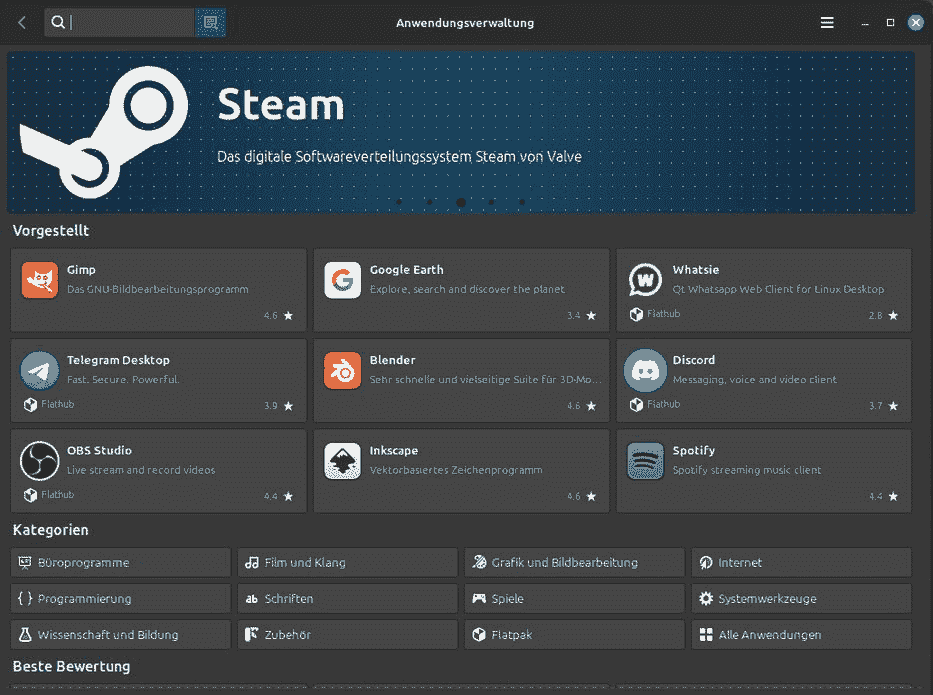 Anwendungsverwaltung
Steam
Das digitale Softwareverteilungssystem Steam von Valve
Vorgestellt
Gimp
Das GNU-Bildbearbeitungsprogramm
4.6
Google Earth
Explore, search and discover the planet
3.4
Whatsie
Qt Whatsapp Web Client for Linux Desktop
Flathub
2.8
Telegram Desktop
Fast. Secure. Powerful.
Flathub
3.9
Blender
Sehr schnelle und vielseitige Suite für 3D-Mo...
4.6
Discord
Messaging, voice and video client
Flathub
3.7
OBS Studio
Live stream and record videos
Flathub
4.4
Inkscape
Vektorbasiertes Zeichenprogramm
4.6
Spotify
Spotify streaming music client
4.4
Kategorien
Büroprogramme
Film und Klang
Grafik und Bildbearbeitung
Internet
Programmierung
Schriften
Spiele
Systemwerkzeuge
Wissenschaft und Bildung
Zubehör
Flatpak
Alle Anwendungen
Beste Bewertung